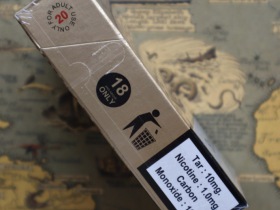 FOR ADULT
20
USE ONLY
18
ONLY
Tar : 10mg.
Nicotine : 1.0mg
Carbon
Monoxide : 1